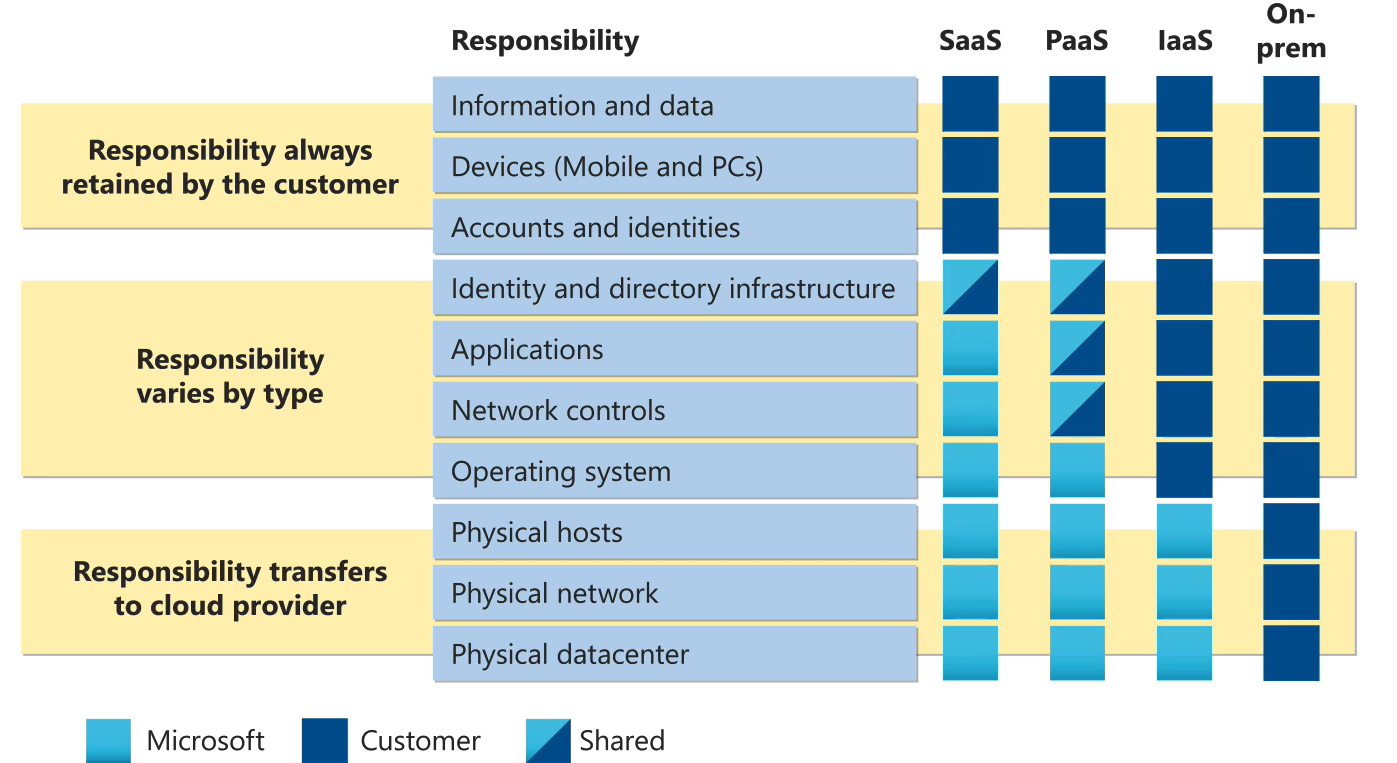 Responsibility SaaS PaaS IaaS On-
prem
Responsibility always
retained by the customer
Information and data
Devices (Mobile and PCs)
Accounts and identities
Responsibility
varies by type
Identity and directory infrastructure
Applications
Network controls
Operating system
Responsibility transfers
to cloud provider
Physical hosts
Physical network
Physical datacenter
Microsoft Customer Shared